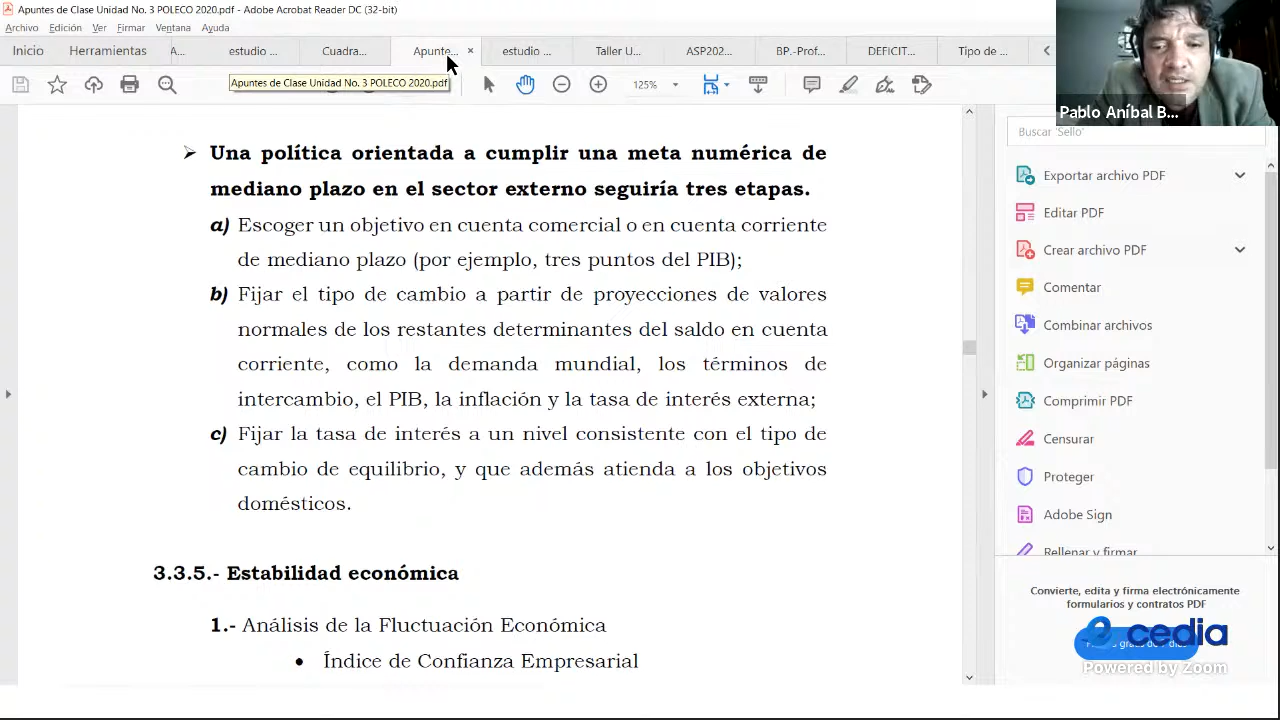 Apuntes de Clase Unidad No. 3 POLECO 2020.pdf - Adobe Acrobat Reader DC (32-bit)
Archivo Edición Ver Firmar Ventana Ayuda
Inicio Herramientas A... estudio ... Cuadra... Apunte... × estudio ... Taller U... ASP202... BP.-Prof... DEFICIT... Tipo de ...
Apuntes de Clase Unidad No. 3 POLECO 2020.pdf
125%
Pablo Aníbal B...
Buscar 'Sello'
➢ Una política orientada a cumplir una meta numérica de
mediano plazo en el sector externo seguiría tres etapas.
a) Escoger un objetivo en cuenta comercial o en cuenta corriente
de mediano plazo (por ejemplo, tres puntos del PIB);
b) Fijar el tipo de cambio a partir de proyecciones de valores
normales de los restantes determinantes del saldo en cuenta
corriente, como la demanda mundial, los términos de
intercambio, el PIB, la inflación y la tasa de interés externa;
c) Fijar la tasa de interés a un nivel consistente con el tipo de
cambio de equilibrio, y que además atienda a los objetivos
domésticos.
3.3.5.- Estabilidad económica
1.- Análisis de la Fluctuación Económica
• Índice de Confianza Empresarial
Exportar archivo PDF
Editar PDF
Crear archivo PDF
Comentar
Combinar archivos
Organizar páginas
Comprimir PDF
Censurar
Proteger
Adobe Sign
Rellenar y firmar
Convierte, edita y firma electrónicamente
formularios y contratos PDF
cedia
Powered by Zoom